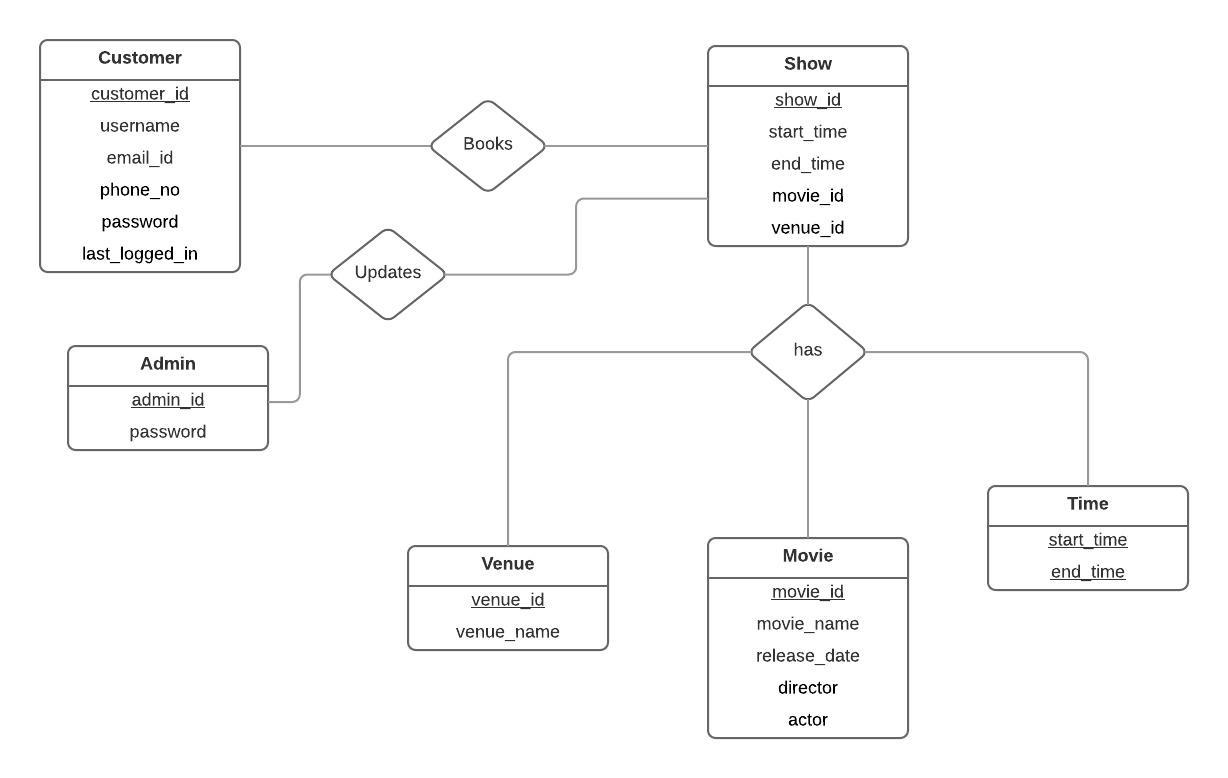 Customer
customer_id
username
email_id
phone_no
password
last_logged_in
Books
Show
show_id
start_time
end_time
movie_id
venue_id
Updates
Admin
admin_id
password
has
Venue
venue_id
venue_name
Movie
movie_id
movie_name
release_date
director
actor
Time
start_time
end_time